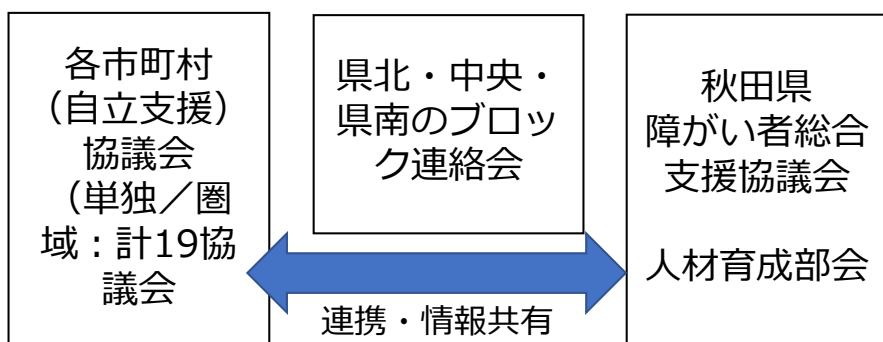 各市町村
（自立支援）
協議会
（単独／圏
域：計19協
議会
県北・中央・
県南のブロッ
ク連絡会
秋田県
障がい者総合
支援協議会
人材育成部会
連携・情報共有